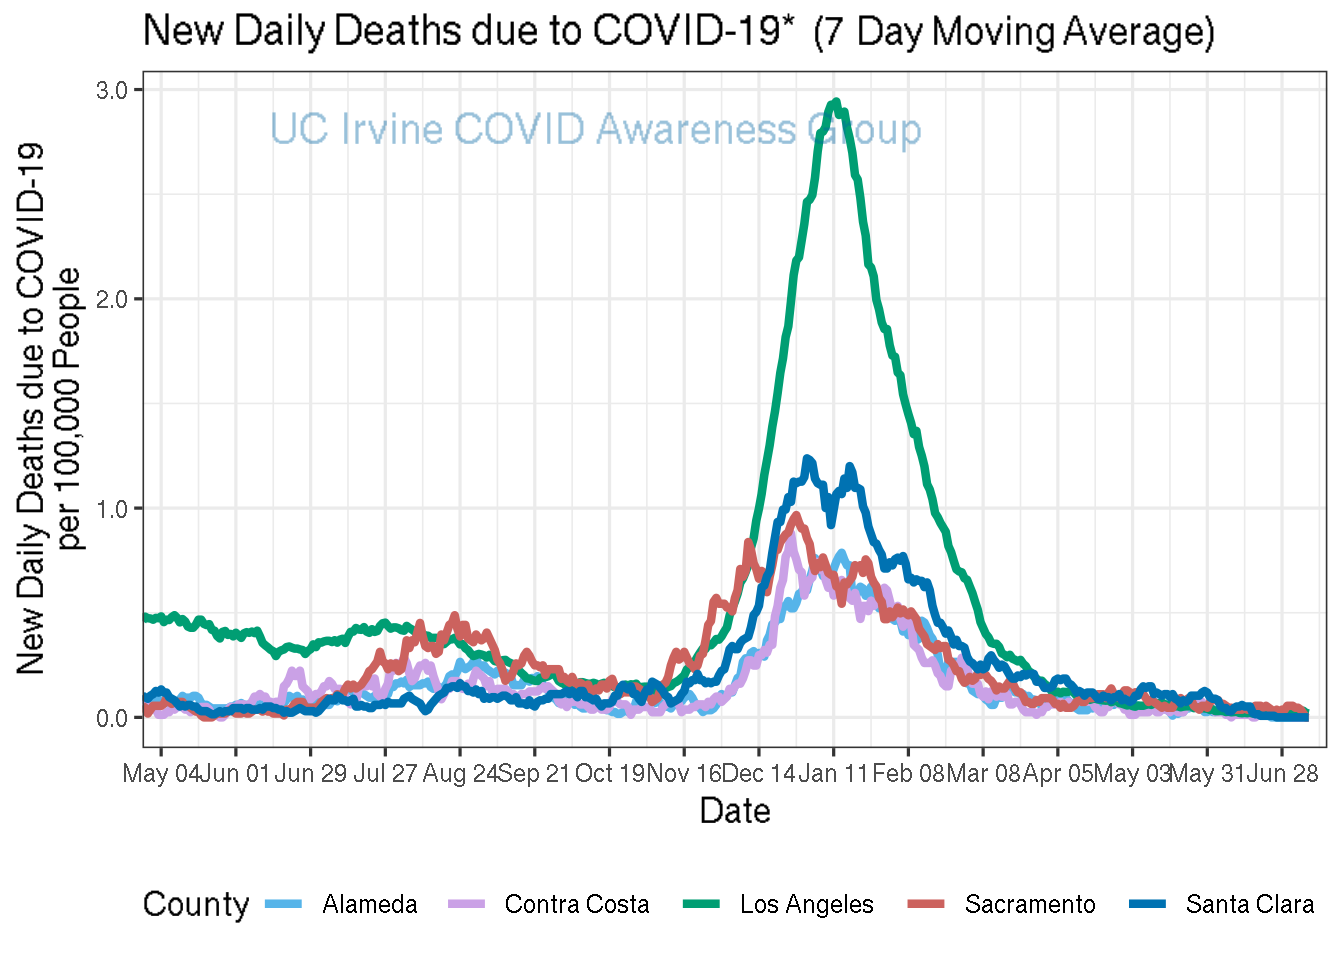 New Daily Deaths due to COVID-19* (7 Day Moving Average)
UC Irvine COVID Awareness Group
New Daily Deaths due to COVID-19
per 100,000 People
3.0
2.0
1.0
0.0
May 04 Jun 01 Jun 29 Jul 27 Aug 24 Sep 21 Oct 19 Nov 16 Dec 14 Jan 11 Feb 08 Mar 08 Apr 05 May 03 May 31 Jun 28
Date
County Alameda Contra Costa Los Angeles Sacramento Santa Clara